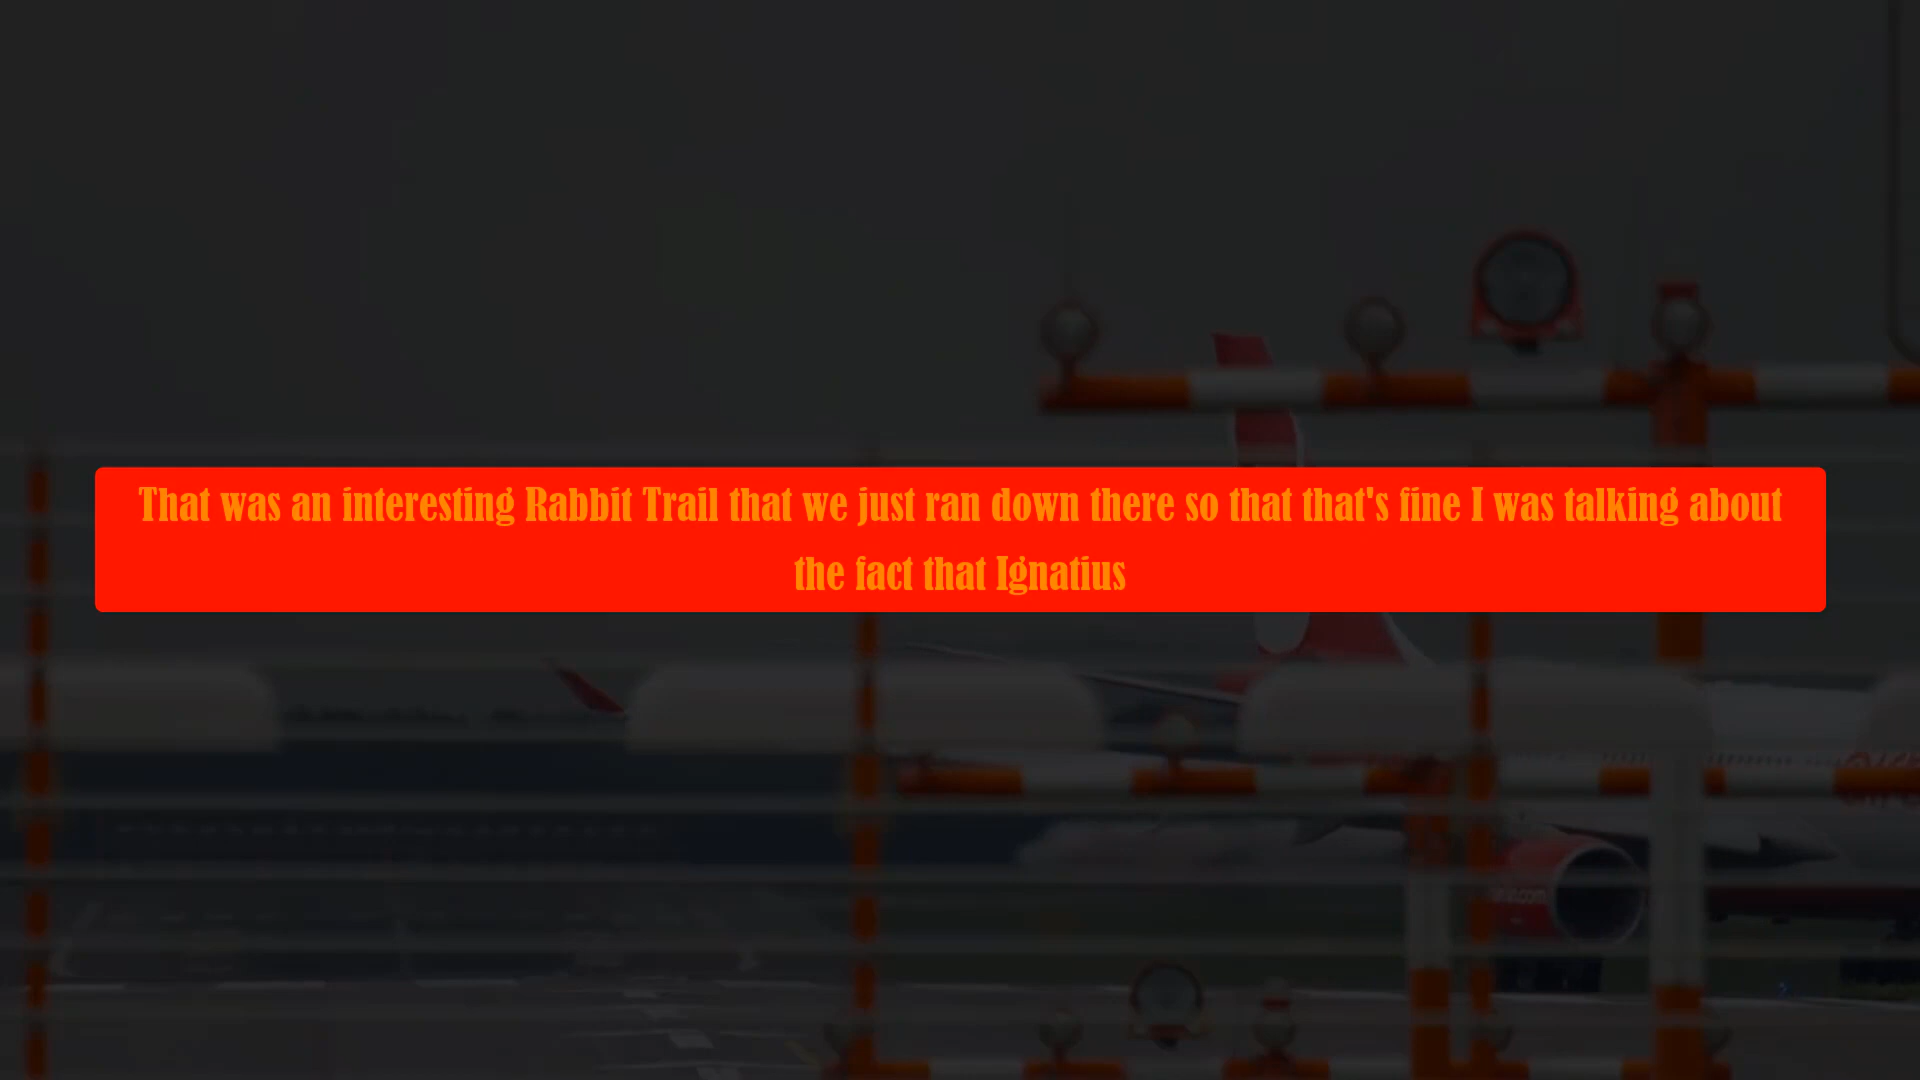 That was an interesting Rabbit Trail that we just ran down there so that that's fine I was talking about
the fact that Ignatius